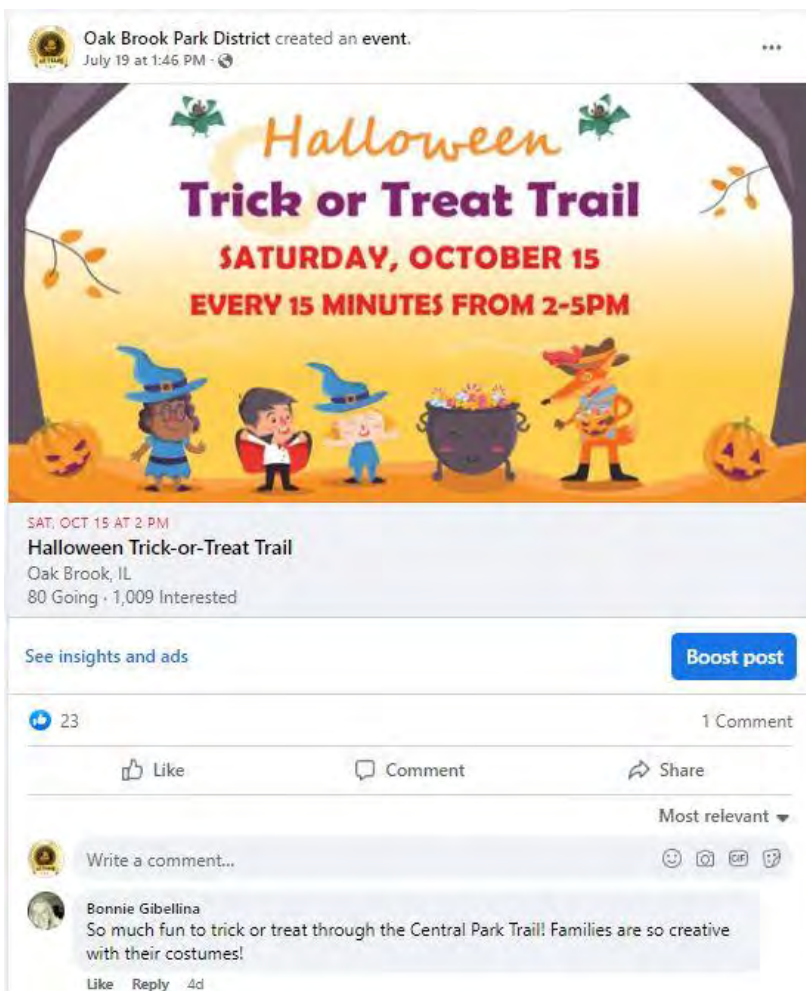 Oak Brook Park District created an event.
July 19 at 1:46 PM ·
Halloween
Trick or Treat Trail
SATURDAY, OCTOBER 15
EVERY 15 MINUTES FROM 2-5PM
SAT, OCT 15 AT 2 PM
Halloween Trick-or-Treat Trail
Oak Brook, IL
80 Going · 1,009 Interested
See insights and ads
Boost post
23
1 Comment
Like
Comment
Share
Most relevant
Write a comment...
GIF
Bonnie Gibellina
So much fun to trick or treat through the Central Park Trail! Families are so creative
with their costumes!
Like Reply 4d